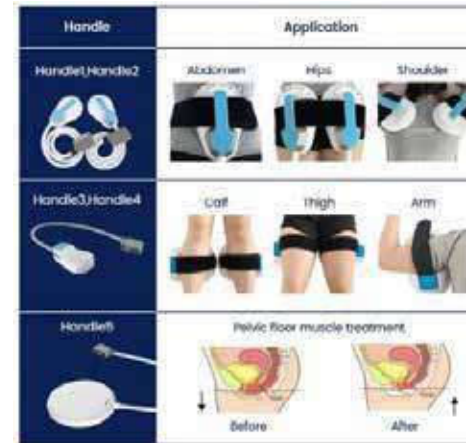 Handle Application
Handle1,Handle2
Abdomen Hips Shoulder
Handle3,Handle4
Calf Thigh Arm
Handle5
Pelvic floor muscle treatment
Before After